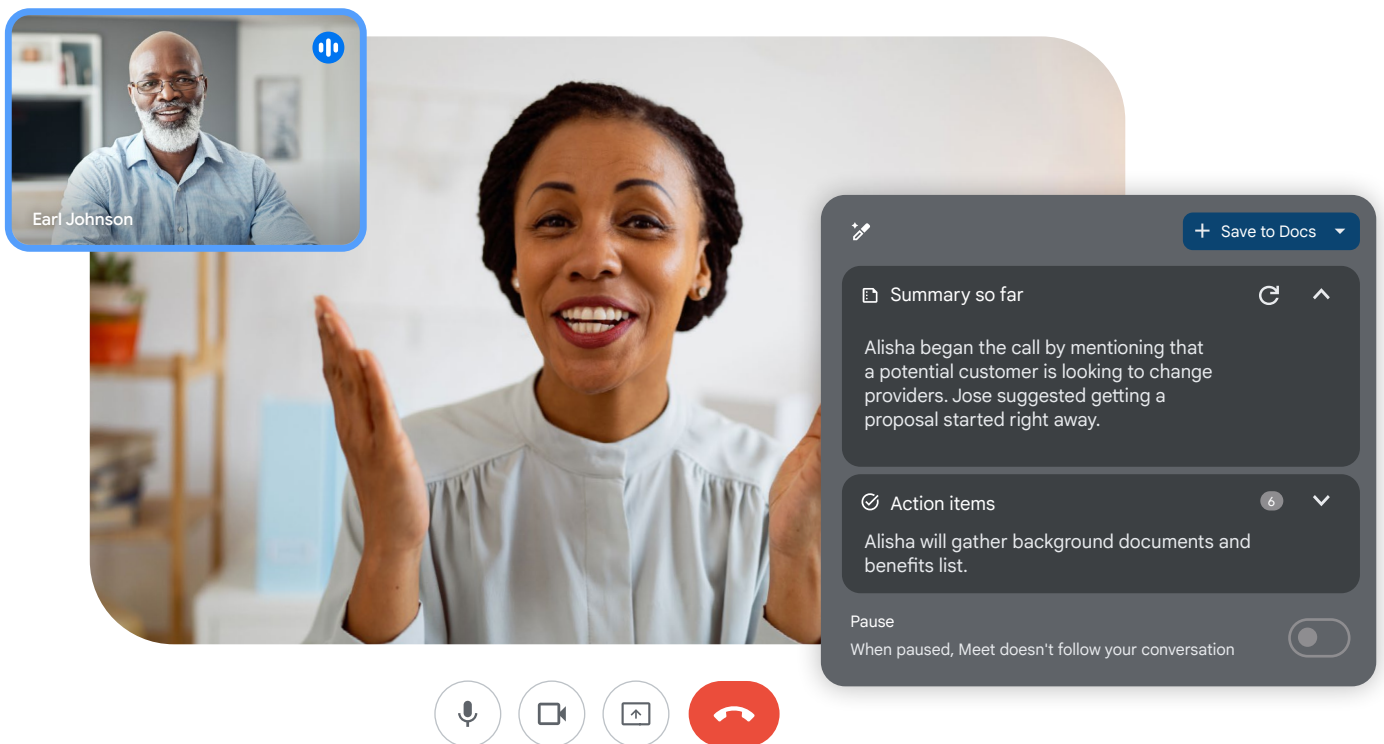 Earl Johnson
Save to Docs
Summary so far
Alisha began the call by mentioning that
a potential customer is looking to change
providers. Jose suggested getting a
proposal started right away.
Action items
6
Alisha will gather background documents and
benefits list.
Pause
When paused, Meet doesn't follow your conversation